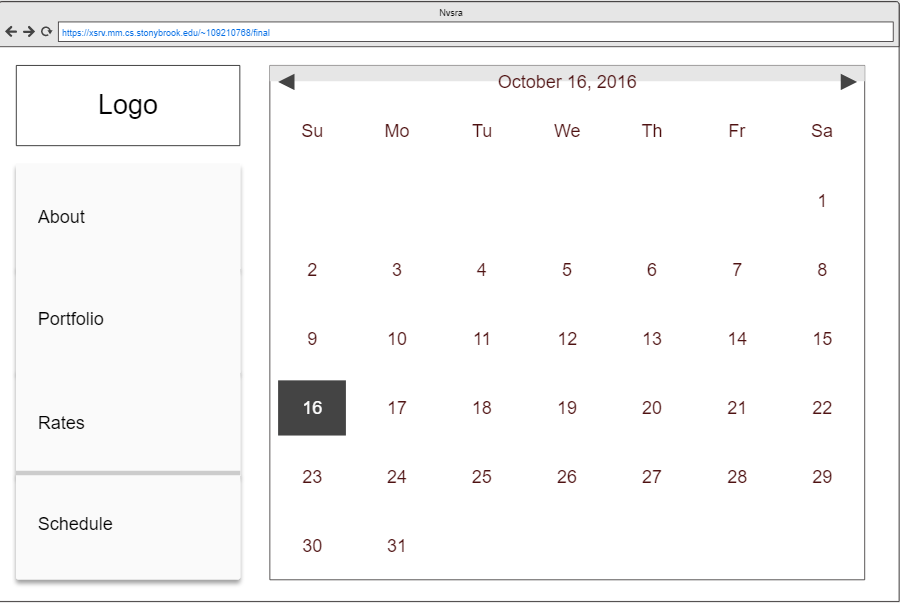 Nvsra
https://xsrv.mm.cs.stonybrook.edu/~109210768/final
Logo
About
Portfolio
Rates
Schedule
October 16, 2016
Su Mo Tu We Th Fr Sa
1
2 3 4 5 6 7 8
9 10 11 12 13 14 15
16 17 18 19 20 21 22
23 24 25 26 27 28 29
30 31